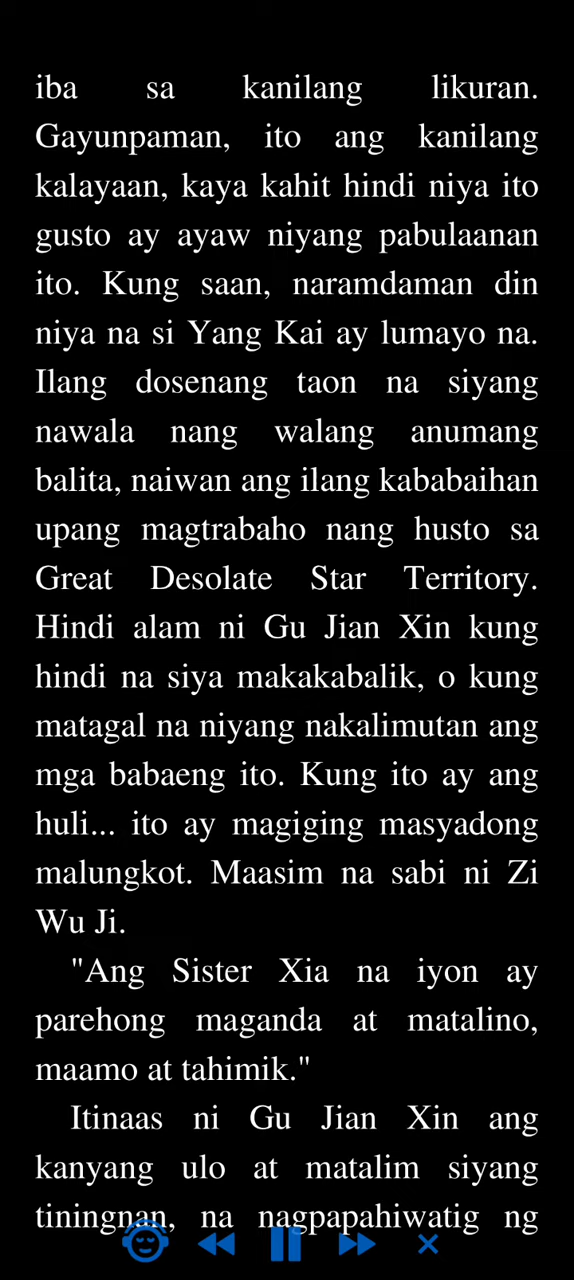 iba sa kanilang likuran.
Gayunpaman, ito ang kanilang
kalayaan, kaya kahit hindi niya ito
gusto ay ayaw niyang pabulaanan
ito. Kung saan, naramdaman din
niya na si Yang Kai ay lumayo na.
Ilang dosenang taon na siyang
nawala nang walang anumang
balita, naiwan ang ilang kababaihan
upang magtrabaho nang husto sa
Great Desolate Star Territory.
Hindi alam ni Gu Jian Xin kung
hindi na siya makakabalik, o kung
matagal na niyang nakalimutan ang
mga babaeng ito. Kung ito ay ang
huli... ito ay magiging masyadong
malungkot. Maasim na sabi ni Zi
Wu Ji.
"Ang Sister Xia na iyon ay
parehong maganda at matalino,
maamo at tahimik."
Itinaas ni Gu Jian Xin ang
kanyang ulo at matalim siyang
tiningnan, na nagpapahiwatig ng